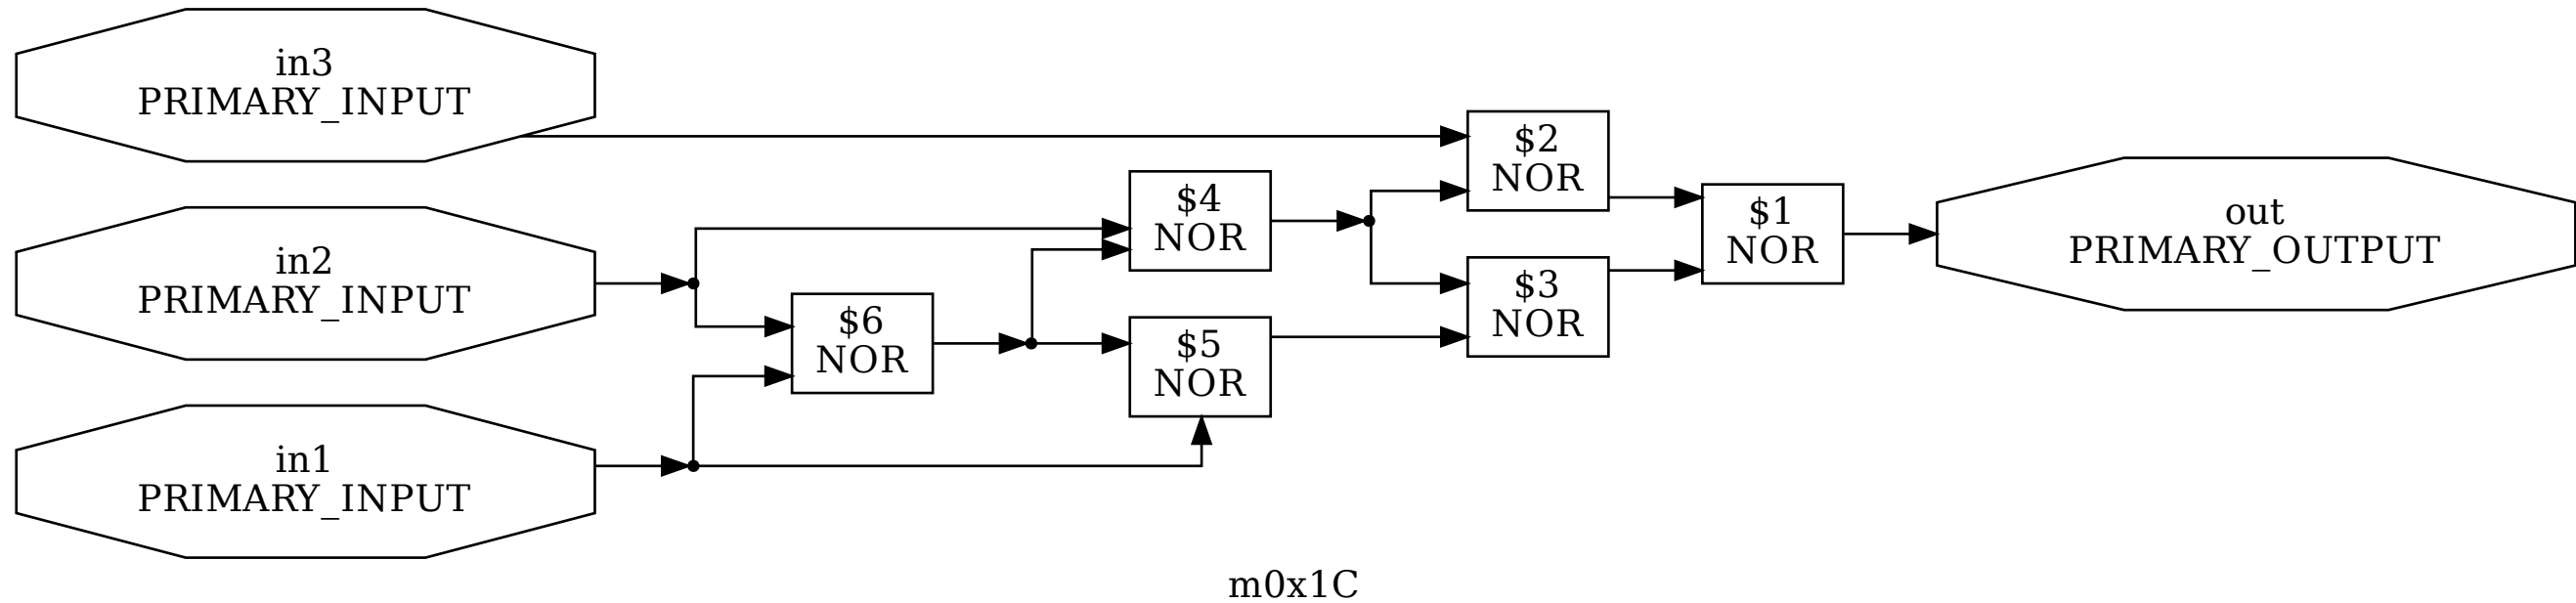 in3
PRIMARY_INPUT
in2
PRIMARY_INPUT
in1
PRIMARY_INPUT
$6
NOR
$4
NOR
$5
NOR
$2
NOR
$3
NOR
$1
NOR
out
PRIMARY_OUTPUT
m0x1C